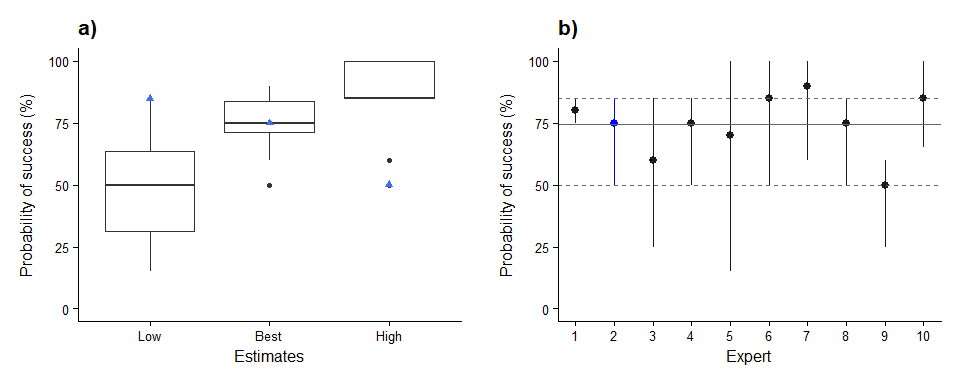 a)
Probability of success (%)
100
75
50
25
0
Low Best High
Estimates
b)
Probability of success (%)
100
75
50
25
0
1 2 3 4 5 6 7 8 9 10
Expert